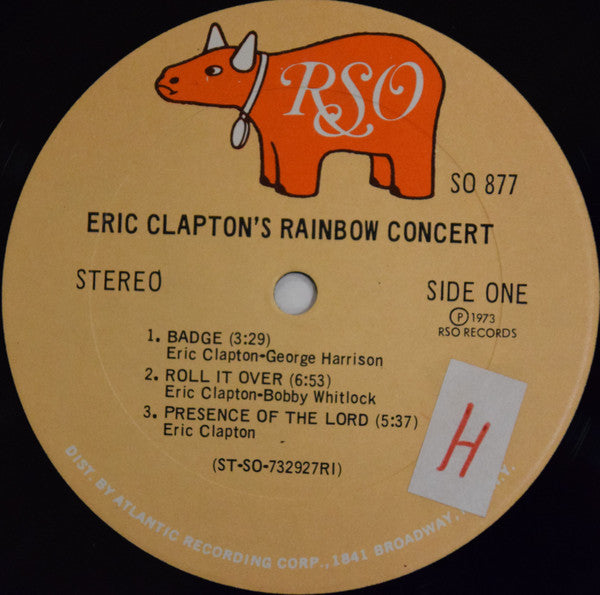 RSO
SO 877
ERIC CLAPTON'S RAINBOW CONCERT
STEREO
SIDE ONE
Ⓟ 1973
RSO RECORDS
1. BADGE (3:29)
Eric Clapton-George Harrison
2. ROLL IT OVER (6:53)
Eric Clapton-Bobby Whitlock
3. PRESENCE OF THE LORD (5:37)
Eric Clapton
(ST-SO-732927RI)
H
DIST. BY ATLANTIC RECORDING CORP., 1841 BROADWAY,